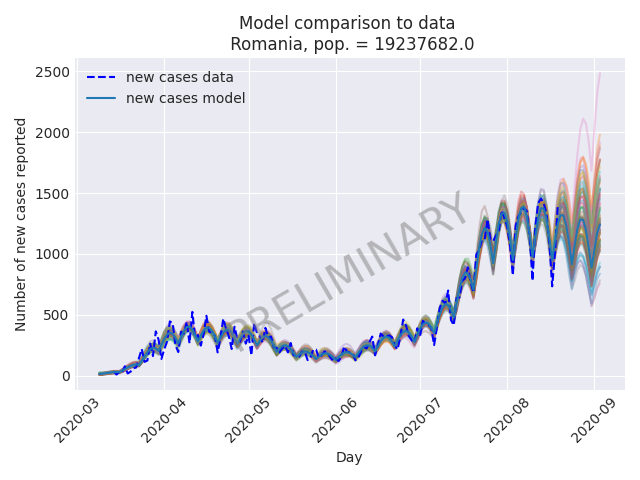 Model comparison to data
Romania, pop. = 19237682.0
new cases data
new cases model
PRELIMINARY
Number of new cases reported
2500
2000
1500
1000
500
0
2020-03
2020-04
2020-05
2020-06
2020-07
2020-08
2020-09
Day